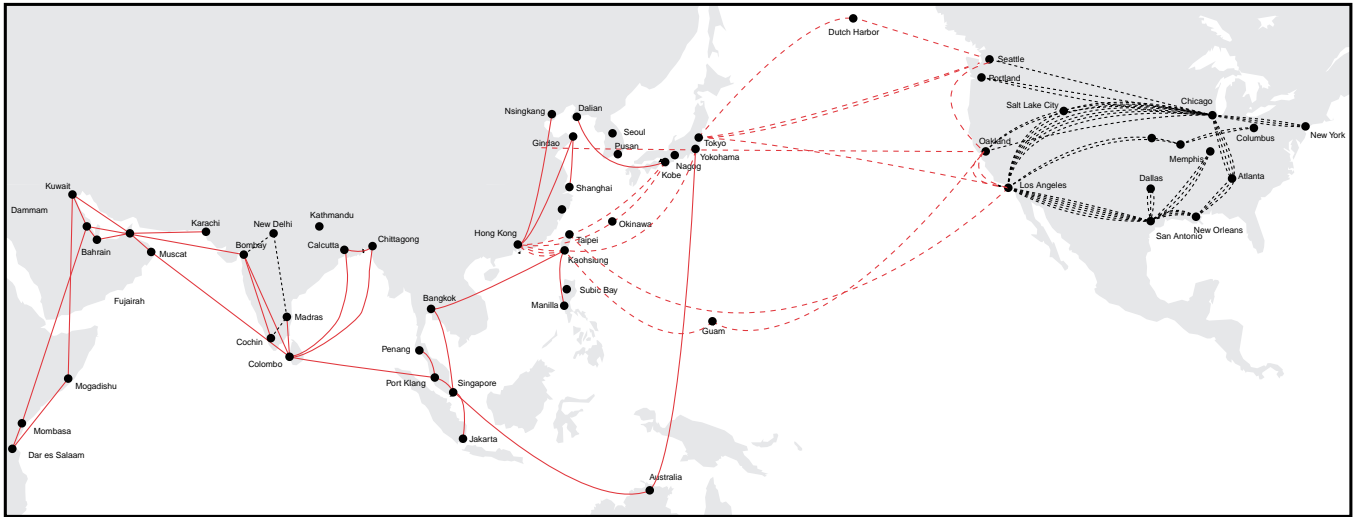 Dutch Harbor
Seattle
Portland
Salt Lake City
Chicago
Nsingkang
Dalian
Seoul
Gindao
Pusan
Tokyo
Yokohama
Nagog
Kobe
Oakland
Columbus
New York
Memphis
Kuwait
Shanghai
Los Angeles
Dallas
Atlanta
Dammam
Karachi
New Delhi
Kathmandu
Okinawa
New Orleans
San Antonio
Bahrain
Muscat
Bombey
Calcutta
Chittagong
Hong Kong
Taipei
Kaohsiung
Fujairah
Madras
Bangkok
Subic Bay
Manilla
Guam
Cochin
Colombo
Penang
Port Klang
Singapore
Mogadishu
Mombasa
Jakarta
Dar es Salaam
Australia